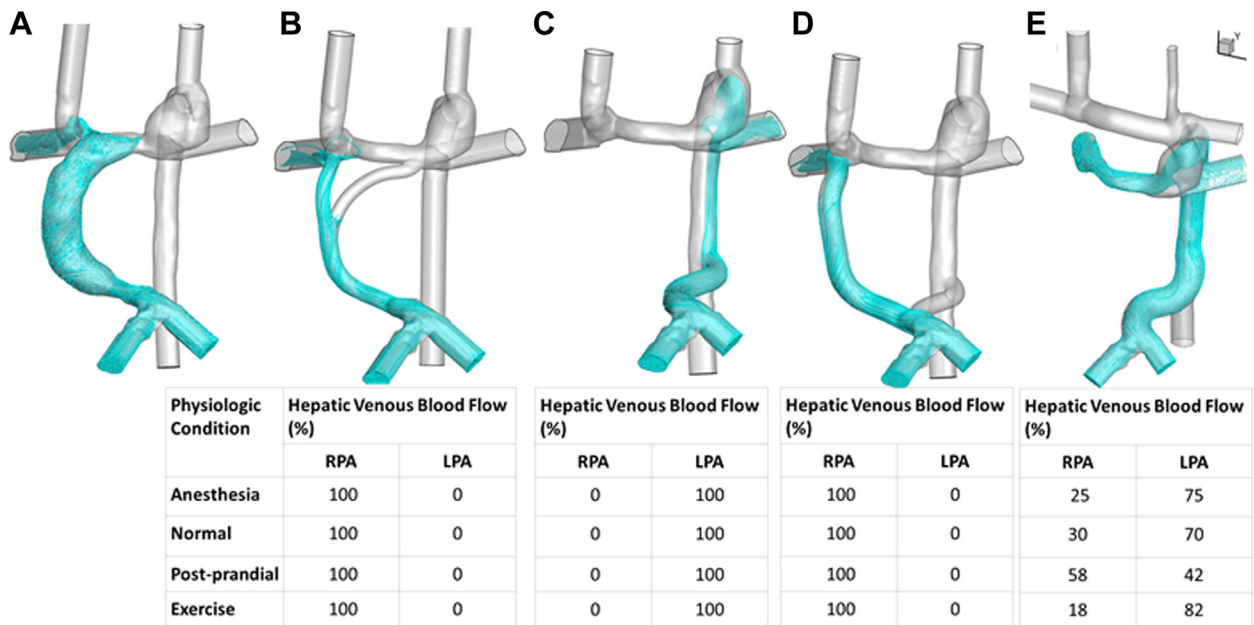 A B C D E
Y
Physiologic Condition | Hepatic Venous Blood Flow (%) | Hepatic Venous Blood Flow (%) | Hepatic Venous Blood Flow (%) | Hepatic Venous Blood Flow (%)
RPA LPA RPA LPA RPA LPA RPA LPA
Anesthesia 100 0 0 100 100 0 25 75
Normal 100 0 0 100 100 0 30 70
Post-prandial 100 0 0 100 100 0 58 42
Exercise 100 0 0 100 100 0 18 82